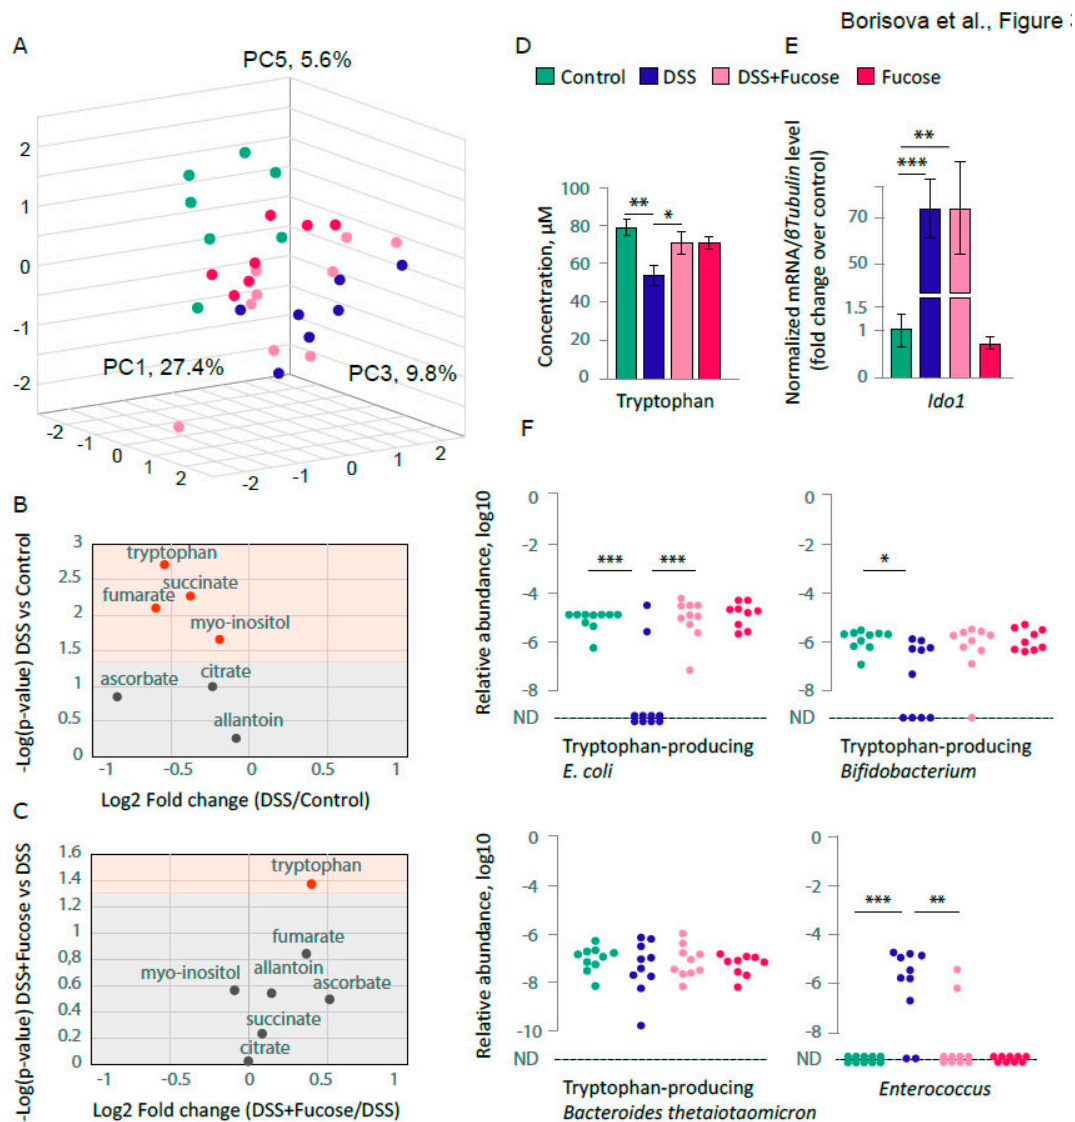 Borisova et al., Figure 3
A
PC5, 5.6%
2
1
0
-1
-2
PC1, 27.4%
PC3, 9.8%
-2
-1
0
1
2
-2
-1
0
1
2
D
E
Control
DSS
DSS+Fucose
Fucose
Concentration, µM
100
80
60
40
20
0
**
*
Tryptophan
Normalized mRNA/βTubulin level
(fold change over control)
70
50
1.5
1
0
**
***
Ido1
B
-Log(p-value) DSS vs Control
3
2.5
2
1.5
1
0.5
0
tryptophan
succinate
fumarate
myo-inositol
ascorbate
citrate
allantoin
-1
-0.5
0
0.5
1
Log2 Fold change (DSS/Control)
C
-Log(p-value) DSS+Fucose vs DSS
1.6
1.4
1.2
1
0,8
0.6
0.4
0.2
0
tryptophan
fumarate
myo-inositol
allantoin
ascorbate
succinate
citrate
-1
-0.5
0
0.5
1
Log2 Fold change (DSS+Fucose/DSS)
F
Relative abundance, log10
0
-2
-4
-6
-8
ND
***
***
Tryptophan-producing
E. coli
0
-2
-4
-6
-8
ND
*
Tryptophan-producing
Bifidobacterium
Relative abundance, log10
0
-2
-4
-6
-8
-10
ND
Tryptophan-producing
Bacteroides thetaiotaomicron
0
-2
-4
-6
-8
ND
***
**
Enterococcus